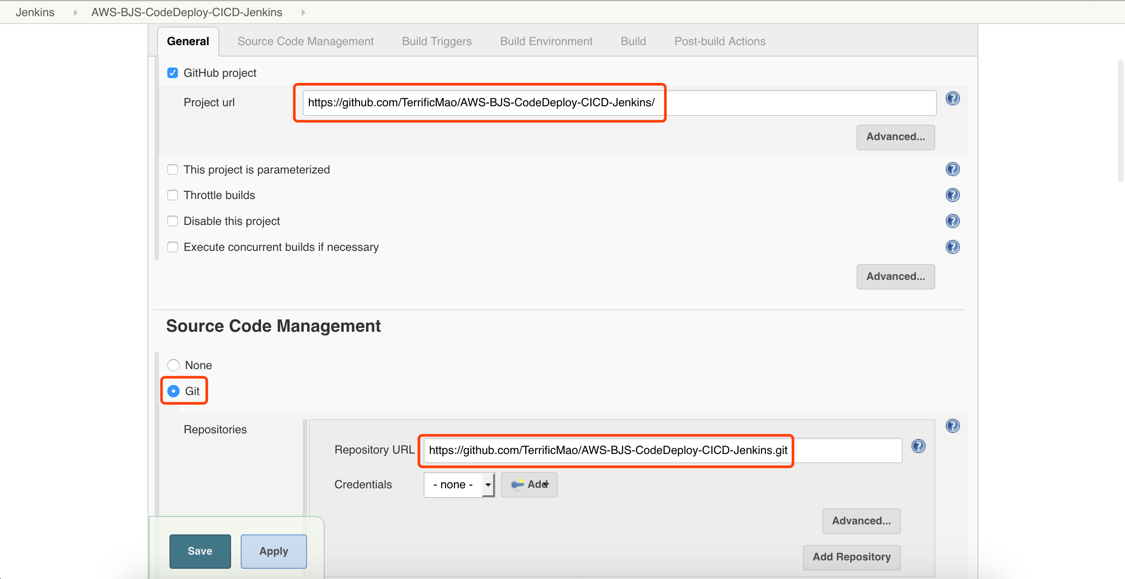 Jenkins AWS-BJS-CodeDeploy-CICD-Jenkins
General Source Code Management Build Triggers Build Environment Build Post-build Actions
GitHub project
Project url https://github.com/TerrificMao/AWS-BJS-CodeDeploy-CICD-Jenkins/
Advanced...
This project is parameterized
Throttle builds
Disable this project
Execute concurrent builds if necessary
Advanced...
Source Code Management
None
Git
Repositories
Repository URL https://github.com/TerrificMao/AWS-BJS-CodeDeploy-CICD-Jenkins.git
Credentials - none - Add
Advanced...
Save Apply Add Repository